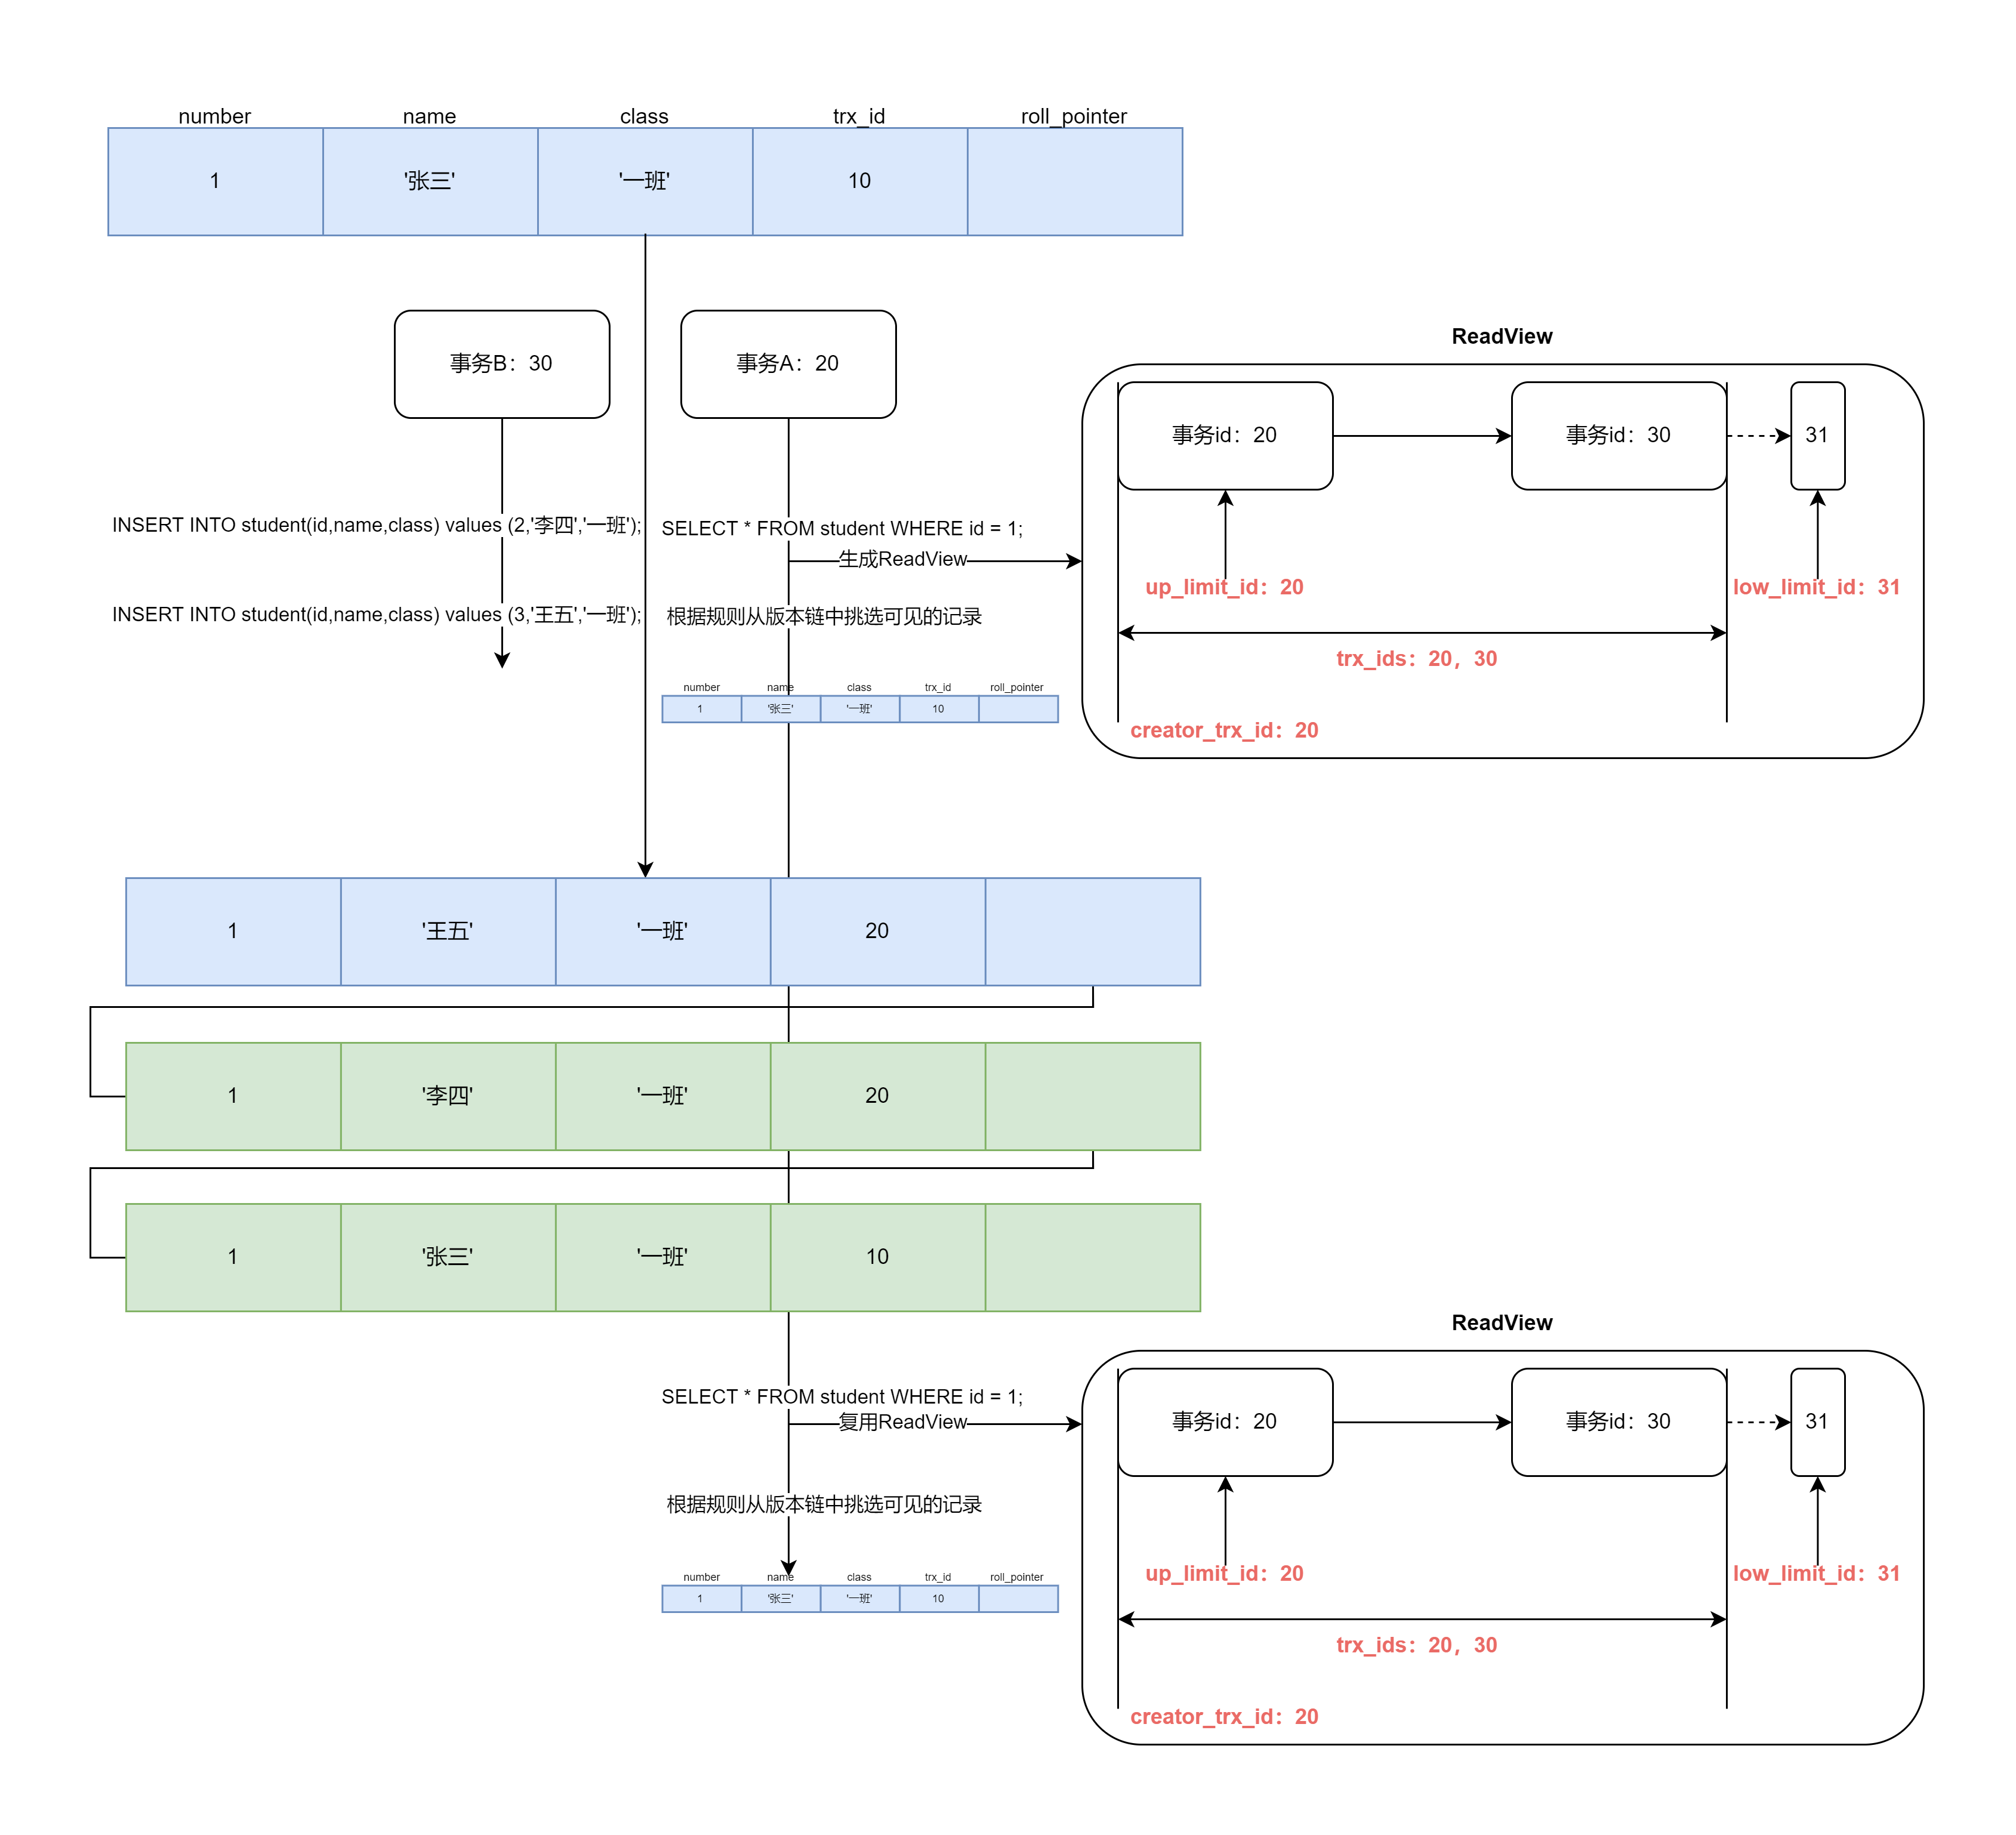 number name class trx_id roll_pointer
1 '张三' '一班' 10
事务B：30
事务A：20
INSERT INTO student(id,name,class) values (2,'李四','一班');
INSERT INTO student(id,name,class) values (3,'王五','一班');
SELECT * FROM student WHERE id = 1;
生成ReadView
根据规则从版本链中挑选可见的记录
number name class trx_id roll_pointer
1 '张三' '一班' 10
ReadView
事务id：20
事务id：30
31
up_limit_id：20
low_limit_id：31
trx_ids：20，30
creator_trx_id：20
1 '王五' '一班' 20
1 '李四' '一班' 20
1 '张三' '一班' 10
SELECT * FROM student WHERE id = 1;
复用ReadView
根据规则从版本链中挑选可见的记录
number name class trx_id roll_pointer
1 '张三' '一班' 10
ReadView
事务id：20
事务id：30
31
up_limit_id：20
low_limit_id：31
trx_ids：20，30
creator_trx_id：20